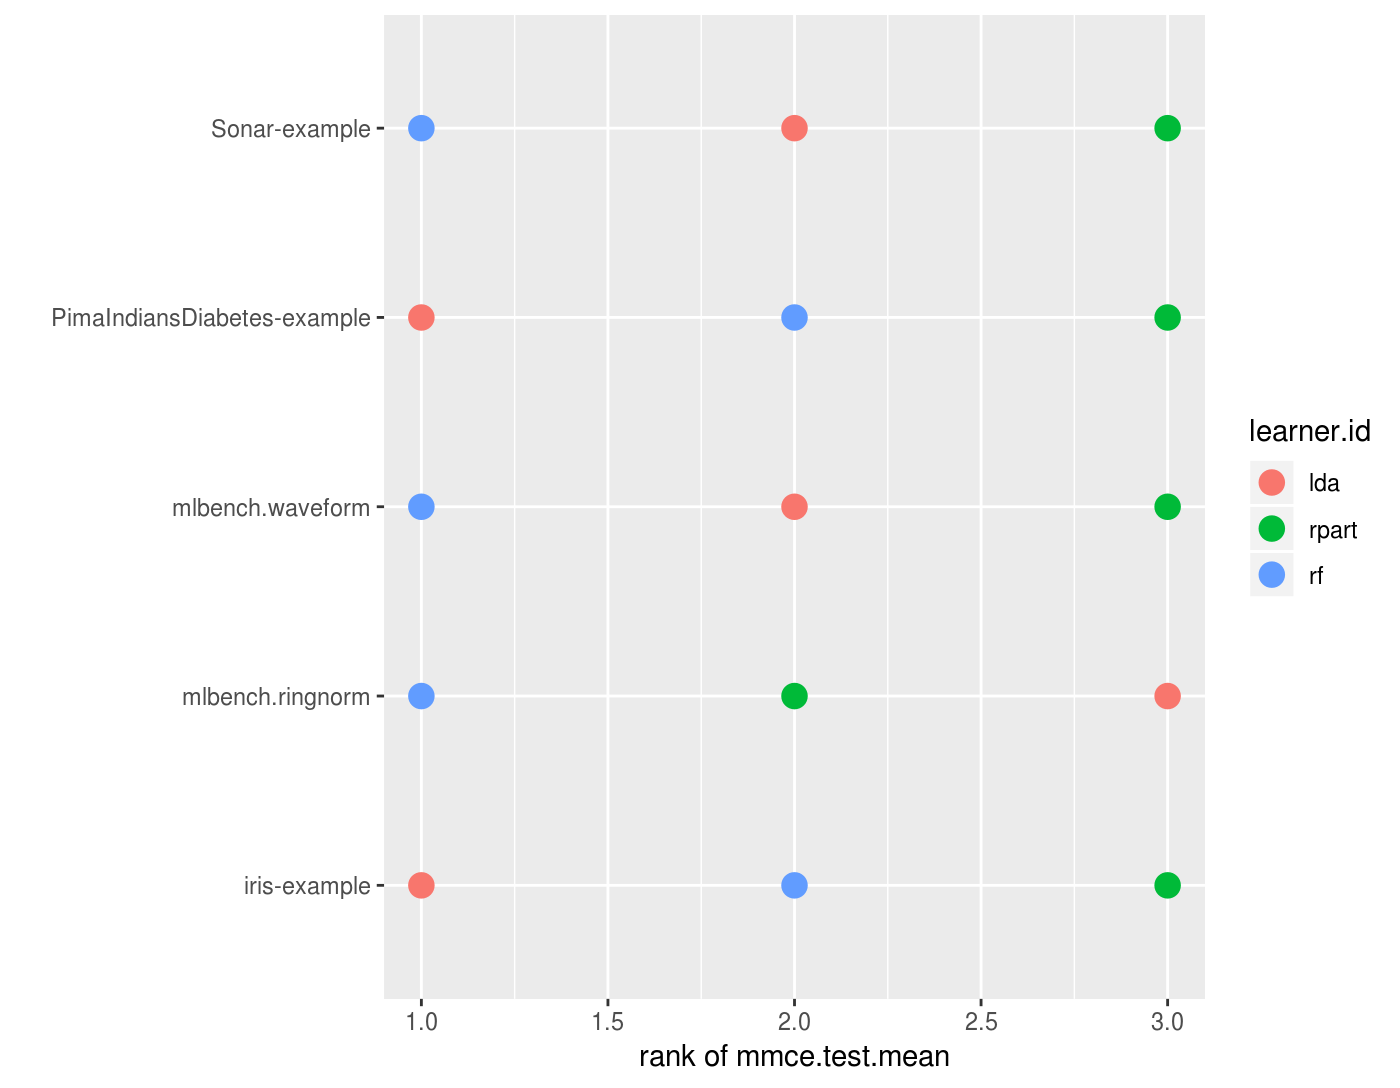 Sonar-example
PimaIndiansDiabetes-example
mlbench.waveform
mlbench.ringnorm
iris-example
1.0 1.5 2.0 2.5 3.0
rank of mmce.test.mean
learner.id
lda
rpart
rf